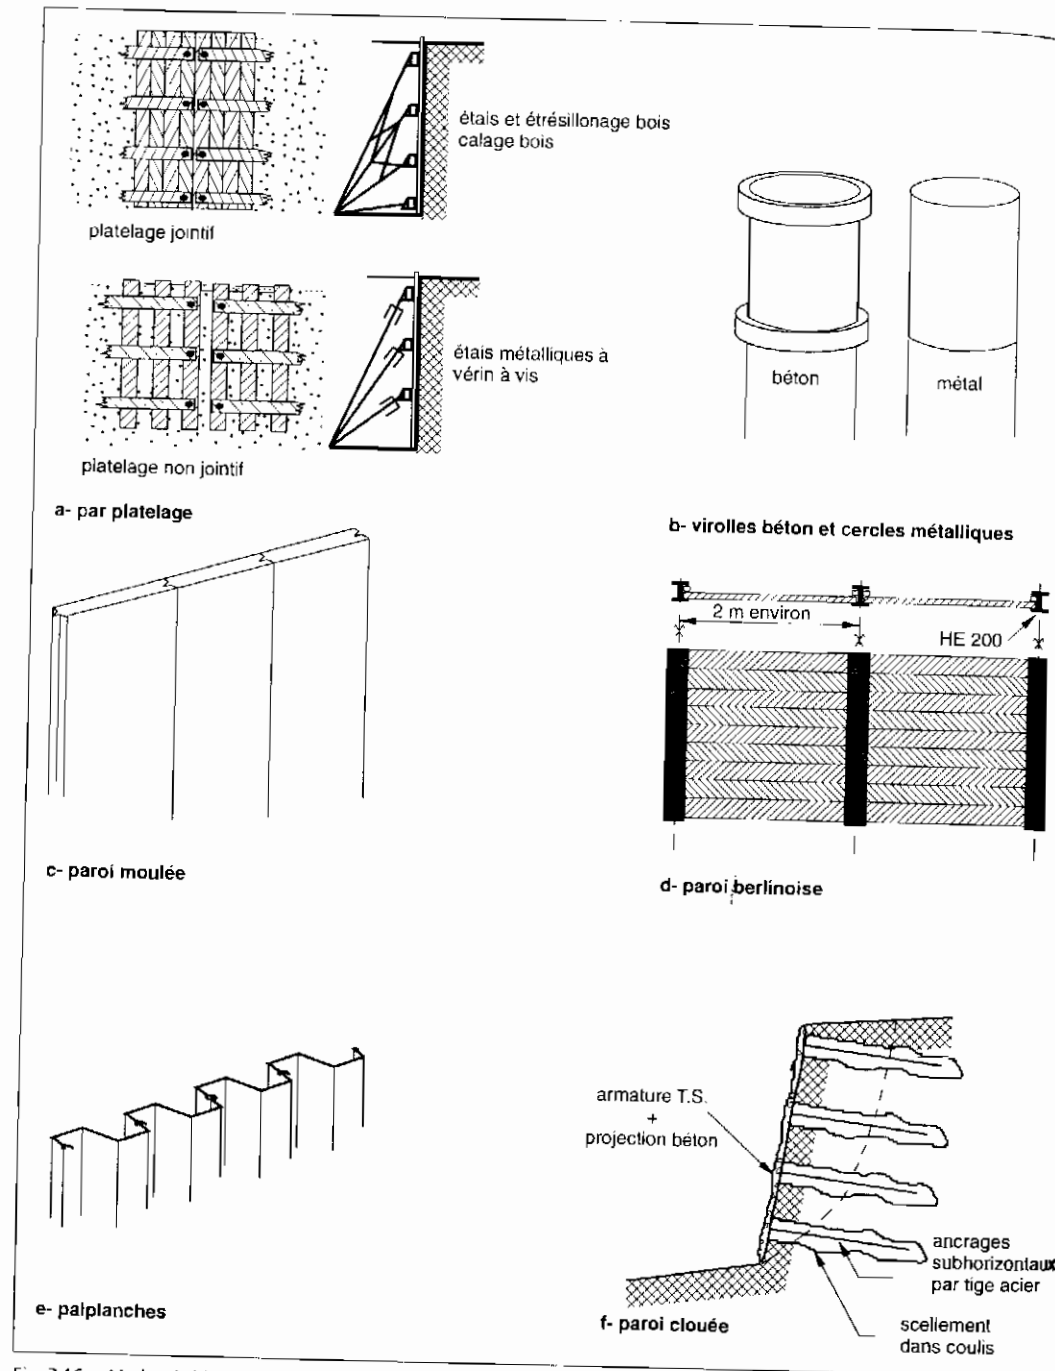 étais et étrésillonage bois
calage bois
platelage jointif
étais métalliques à
vérin à vis
platelage non jointif
a- par platelage
béton
métal
b- virolles béton et cercles métalliques
2 m environ
HE 200
c- paroi moulée
d- paroi berlinoise
armature T.S.
+
projection béton
ancrages
subhorizontaux
par tige acier
scellement
dans coulis
e- palplanches
f- paroi clouée